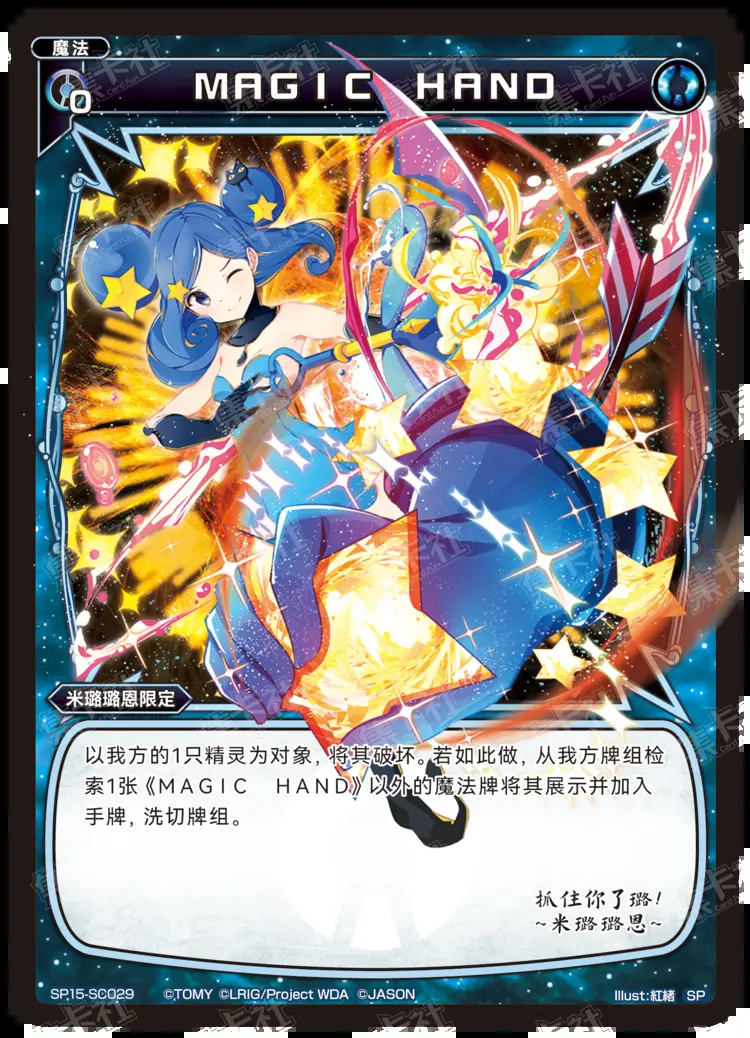 魔法
0
MAGIC HAND
米璐璐恩限定
以我方的1只精灵为对象,将其破坏。若如此做,从我方牌组检
索1张《MAGIC HAND》以外的魔法牌将其展示并加入
手牌,洗切牌组。
抓住你了璐!
~米璐璐恩~
SP15-SC029 ©TOMY ©LRIG/Project WDA ©JASON Illust:紅緒 SP
集卡社